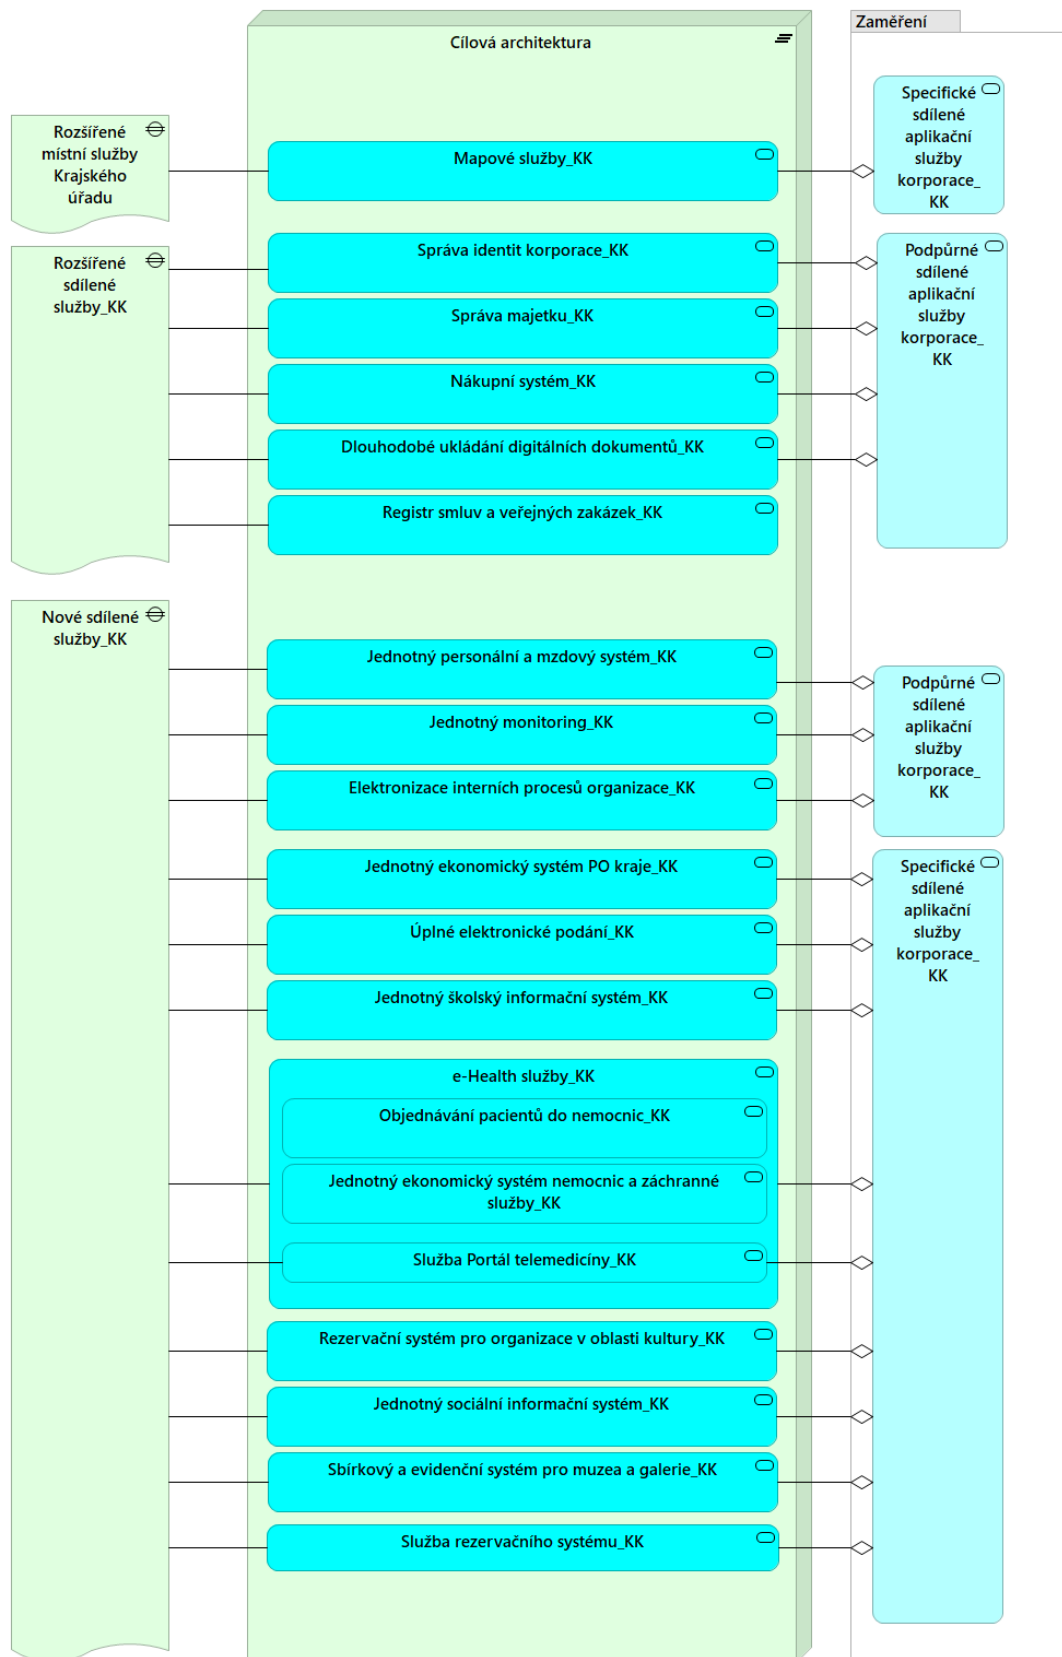 Cílová architektura
Zaměření
Rozšířené
místní služby
Krajského
úřadu
Mapové služby_KK
Specifické
sdílené
aplikační
služby
korporace_
KK
Rozšířené
sdílené
služby_KK
Správa identit korporace_KK
Správa majetku_KK
Nákupní systém_KK
Dlouhodobé ukládání digitálních dokumentů_KK
Registr smluv a veřejných zakázek_KK
Podpůrné
sdílené
aplikační
služby
korporace_
KK
Nové sdílené
služby_KK
Jednotný personální a mzdový systém_KK
Jednotný monitoring_KK
Elektronizace interních procesů organizace_KK
Podpůrné
sdílené
aplikační
služby
korporace_
KK
Jednotný ekonomický systém PO kraje_KK
Úplné elektronické podání_KK
Jednotný školský informační systém_KK
e-Health služby_KK
Objednávání pacientů do nemocnic_KK
Jednotný ekonomický systém nemocnic a záchranné
služby_KK
Služba Portál telemedicíny_KK
Rezervační systém pro organizace v oblasti kultury_KK
Jednotný sociální informační systém_KK
Sbírkový a evidenční systém pro muzea a galerie_KK
Služba rezervačního systému_KK
Specifické
sdílené
aplikační
služby
korporace_
KK